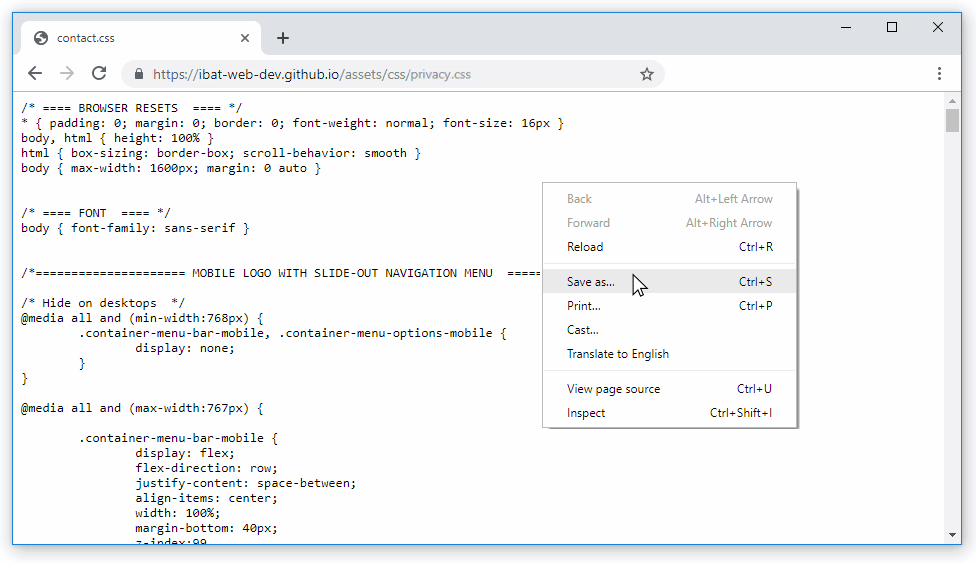 contact.css
https://ibat-web-dev.github.io/assets/css/privacy.css
/* ==== BROWSER RESETS  ==== */
* { padding: 0; margin: 0; border: 0; font-weight: normal; font-size: 16px }
body, html { height: 100% }
html { box-sizing: border-box; scroll-behavior: smooth }
body { max-width: 1600px; margin: 0 auto }
/* ==== FONT  ==== */
body { font-family: sans-serif }
/*===================== MOBILE LOGO WITH SLIDE-OUT NAVIGATION MENU  =====
/* Hide on desktops  */
@media all and (min-width:768px) {
        .container-menu-bar-mobile, .container-menu-options-mobile {
                display: none;
        }
}
@media all and (max-width:767px) {
        .container-menu-bar-mobile {
                display: flex;
                flex-direction: row;
                justify-content: space-between;
                align-items: center;
                width: 100%;
                margin-bottom: 40px;
                z-index:99
Back Alt+Left Arrow
Forward Alt+Right Arrow
Reload Ctrl+R
Save as... Ctrl+S
Print... Ctrl+P
Cast...
Translate to English
View page source Ctrl+U
Inspect Ctrl+Shift+I